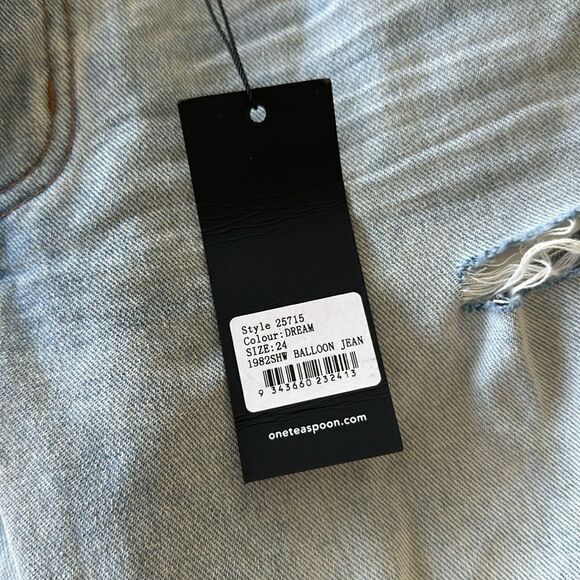 Style 25715
Colour:DREAM
SIZE:24
1982SHW BALLOON JEAN
9 343660 232413
oneteaspoon.com